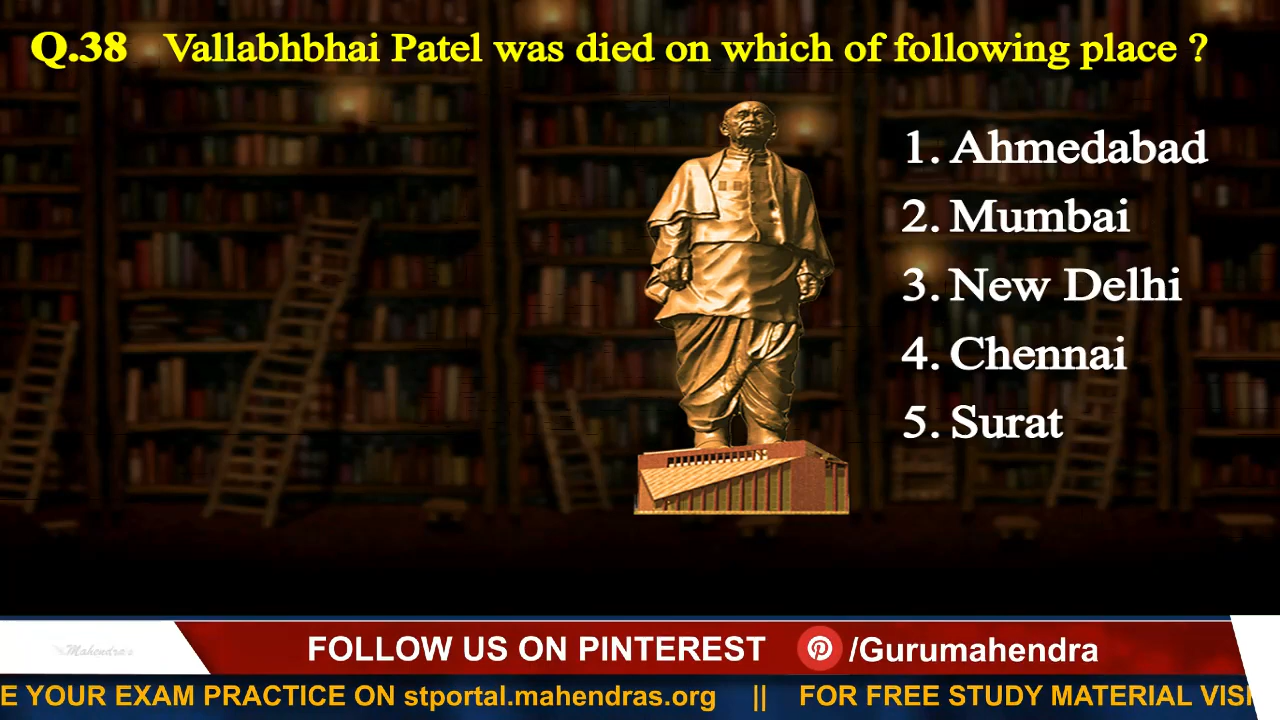 Q.38 Vallabhbhai Patel was died on which of following place ?
1. Ahmedabad
2. Mumbai
3. New Delhi
4. Chennai
5. Surat
Mahendra's
FOLLOW US ON PINTEREST /Gurumahendra
E YOUR EXAM PRACTICE ON stportal.mahendras.org || FOR FREE STUDY MATERIAL VISI